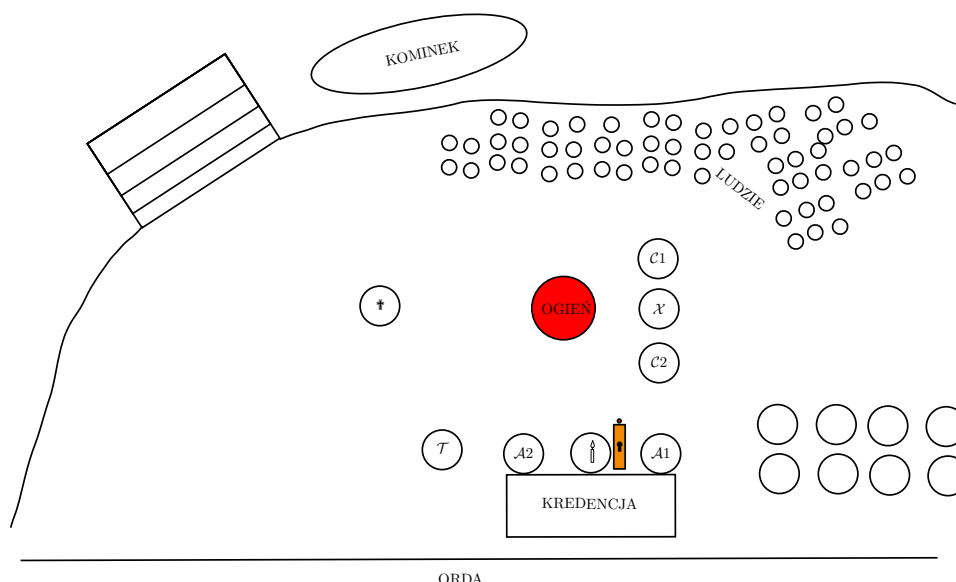 KOMINEK
LUDZIE
𝒞1
✝
OGIEŃ
𝒳
𝒞2
𝒯
𝒜2
𝒜1
KREDENCJA
ORDA